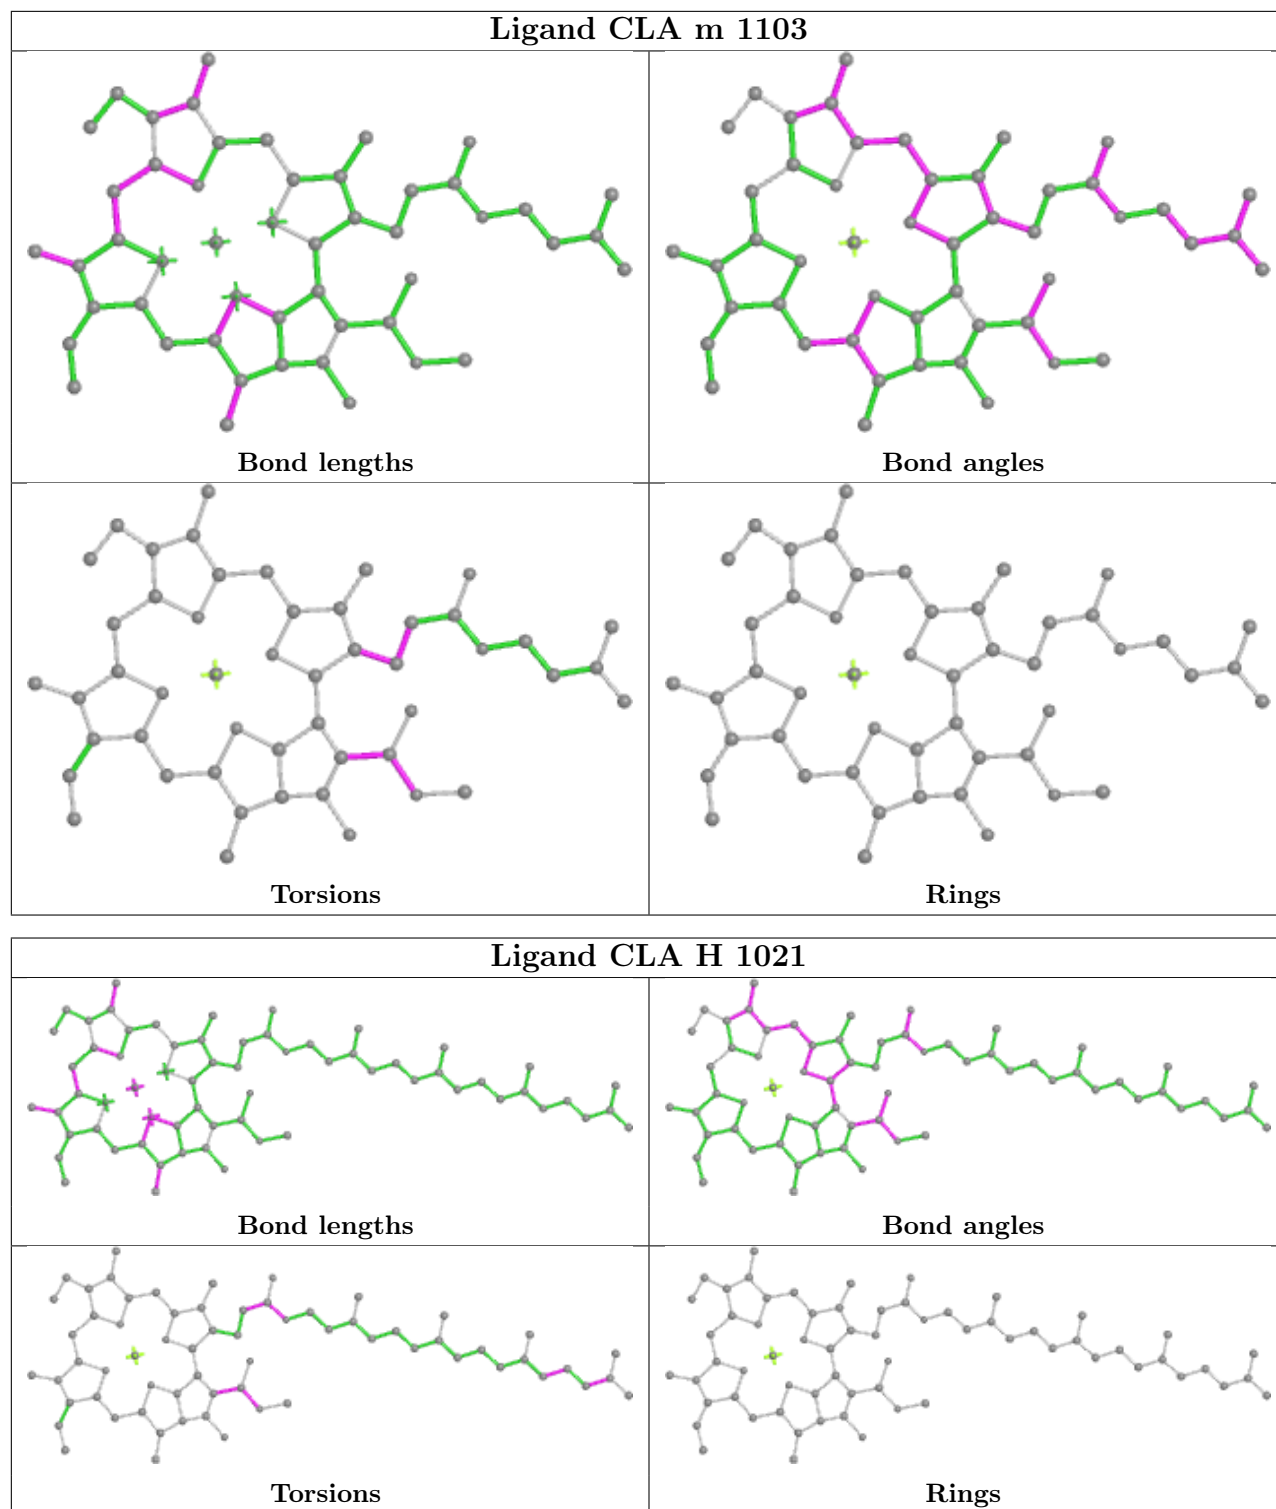 Ligand CLA m 1103
Bond lengths
Bond angles
Torsions
Rings
Ligand CLA H 1021
Bond lengths
Bond angles
Torsions
Rings